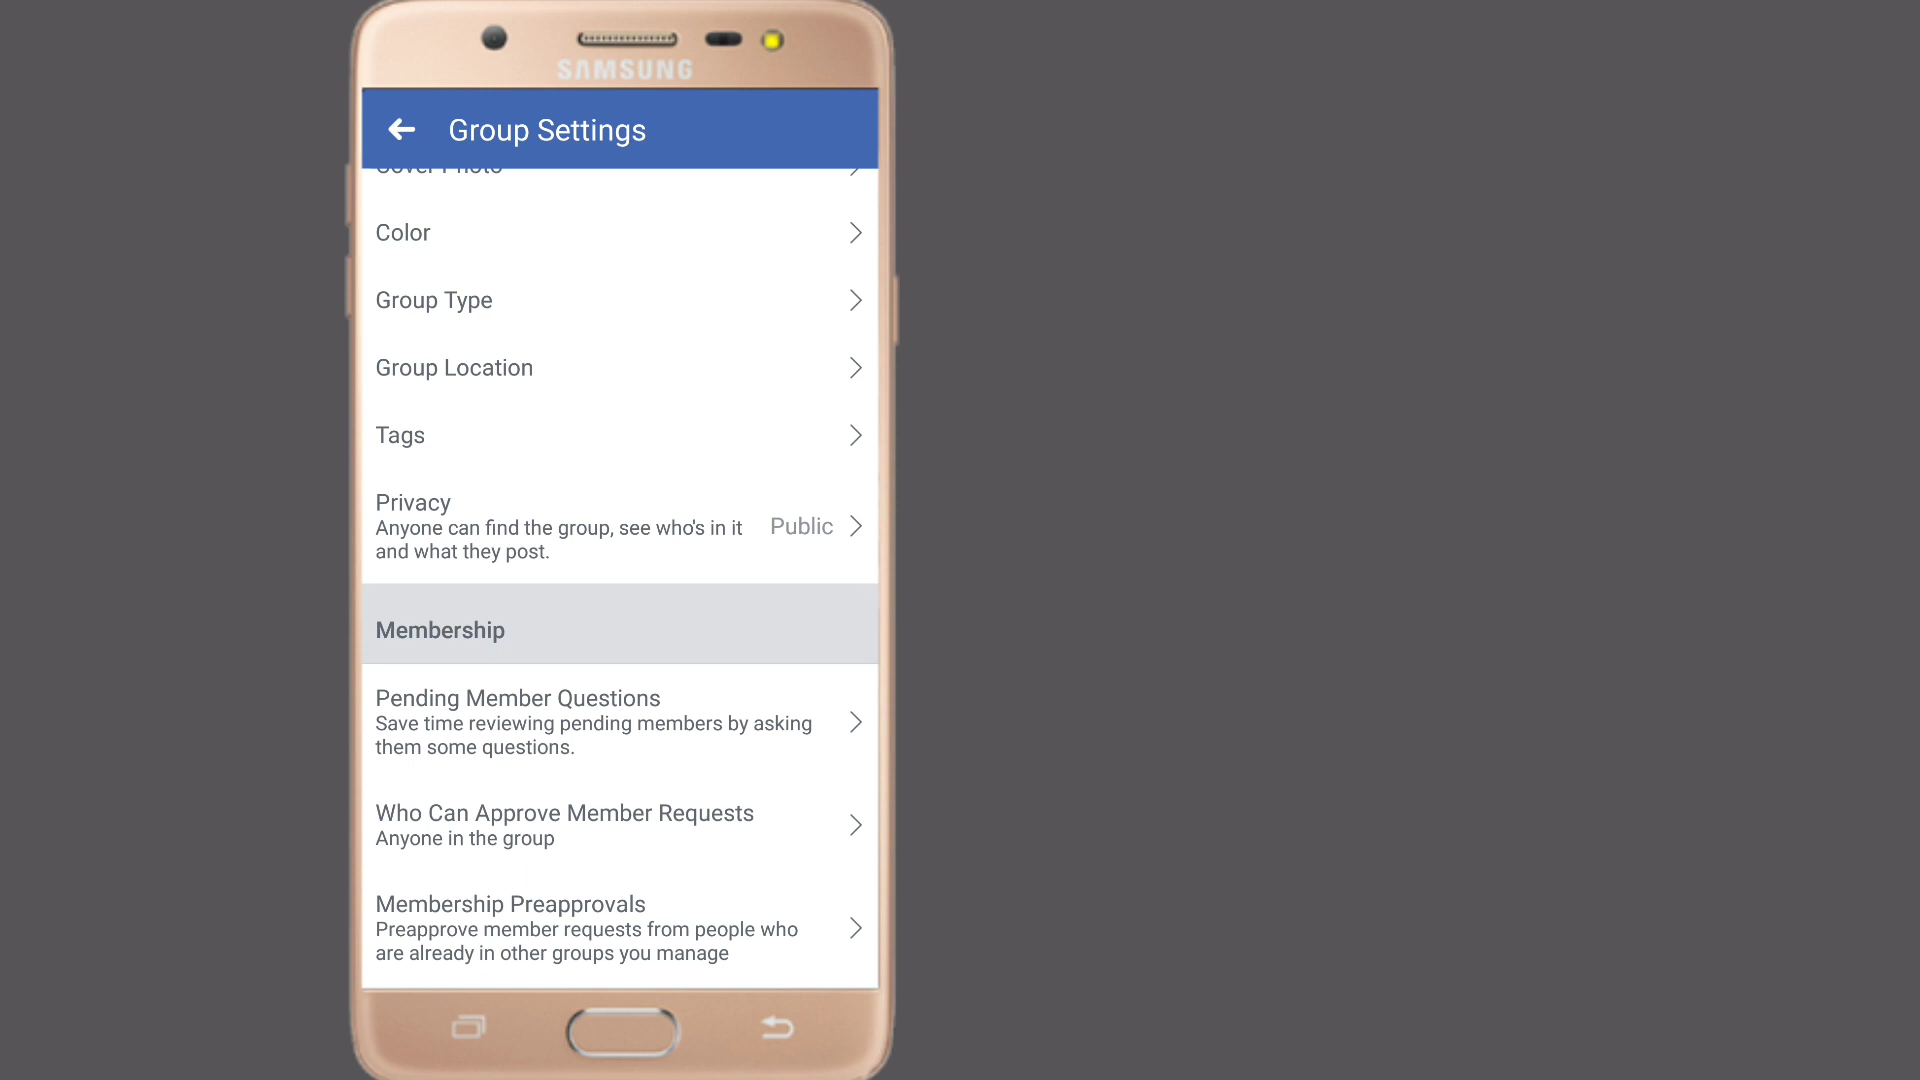 SAMSUNG
Group Settings
Cover Photo
Color
Group Type
Group Location
Tags
Privacy
Anyone can find the group, see who's in it
and what they post.
Public
Membership
Pending Member Questions
Save time reviewing pending members by asking
them some questions.
Who Can Approve Member Requests
Anyone in the group
Membership Preapprovals
Preapprove member requests from people who
are already in other groups you manage